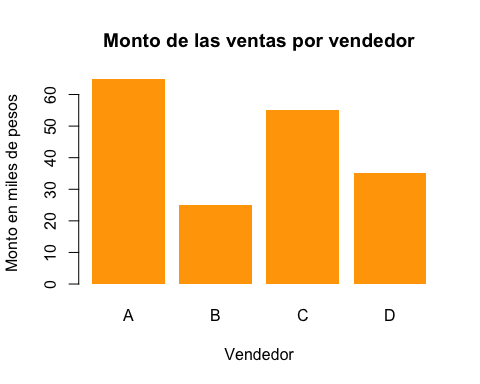 Monto de las ventas por vendedor
Monto en miles de pesos
60
50
40
30
20
10
0
A B C D
Vendedor